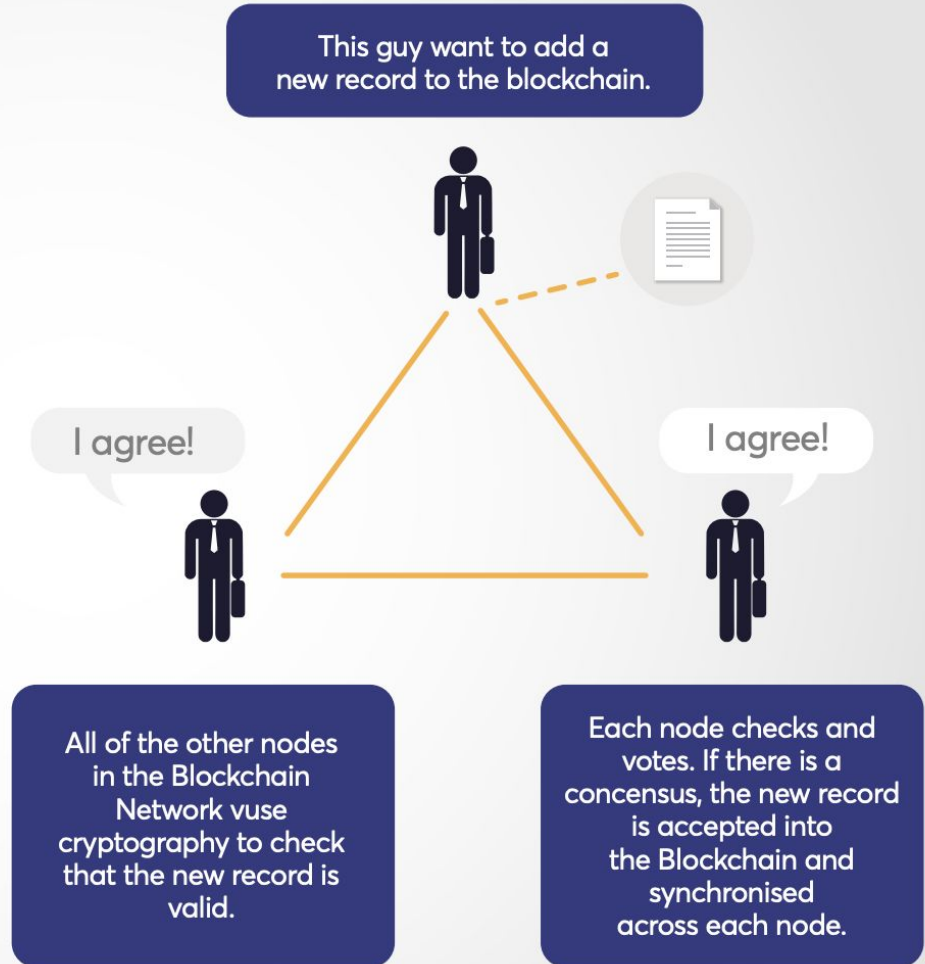 This guy want to add a
new record to the blockchain.
I agree!
I agree!
All of the other nodes
in the Blockchain
Network vuse
cryptography to check
that the new record is
valid.
Each node checks and
votes. If there is a
concensus, the new record
is accepted into
the Blockchain and
synchronised
across each node.